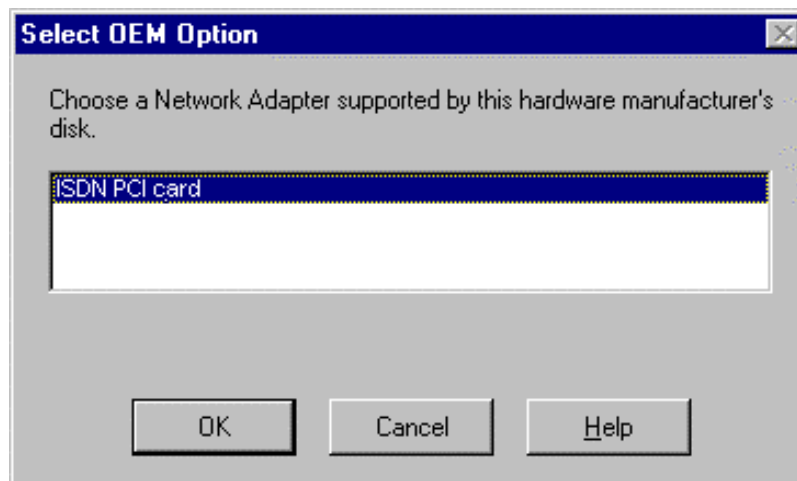 Select OEM Option
Choose a Network Adapter supported by this hardware manufacturer's
disk.
ISDN PCI card
OK
Cancel
Help